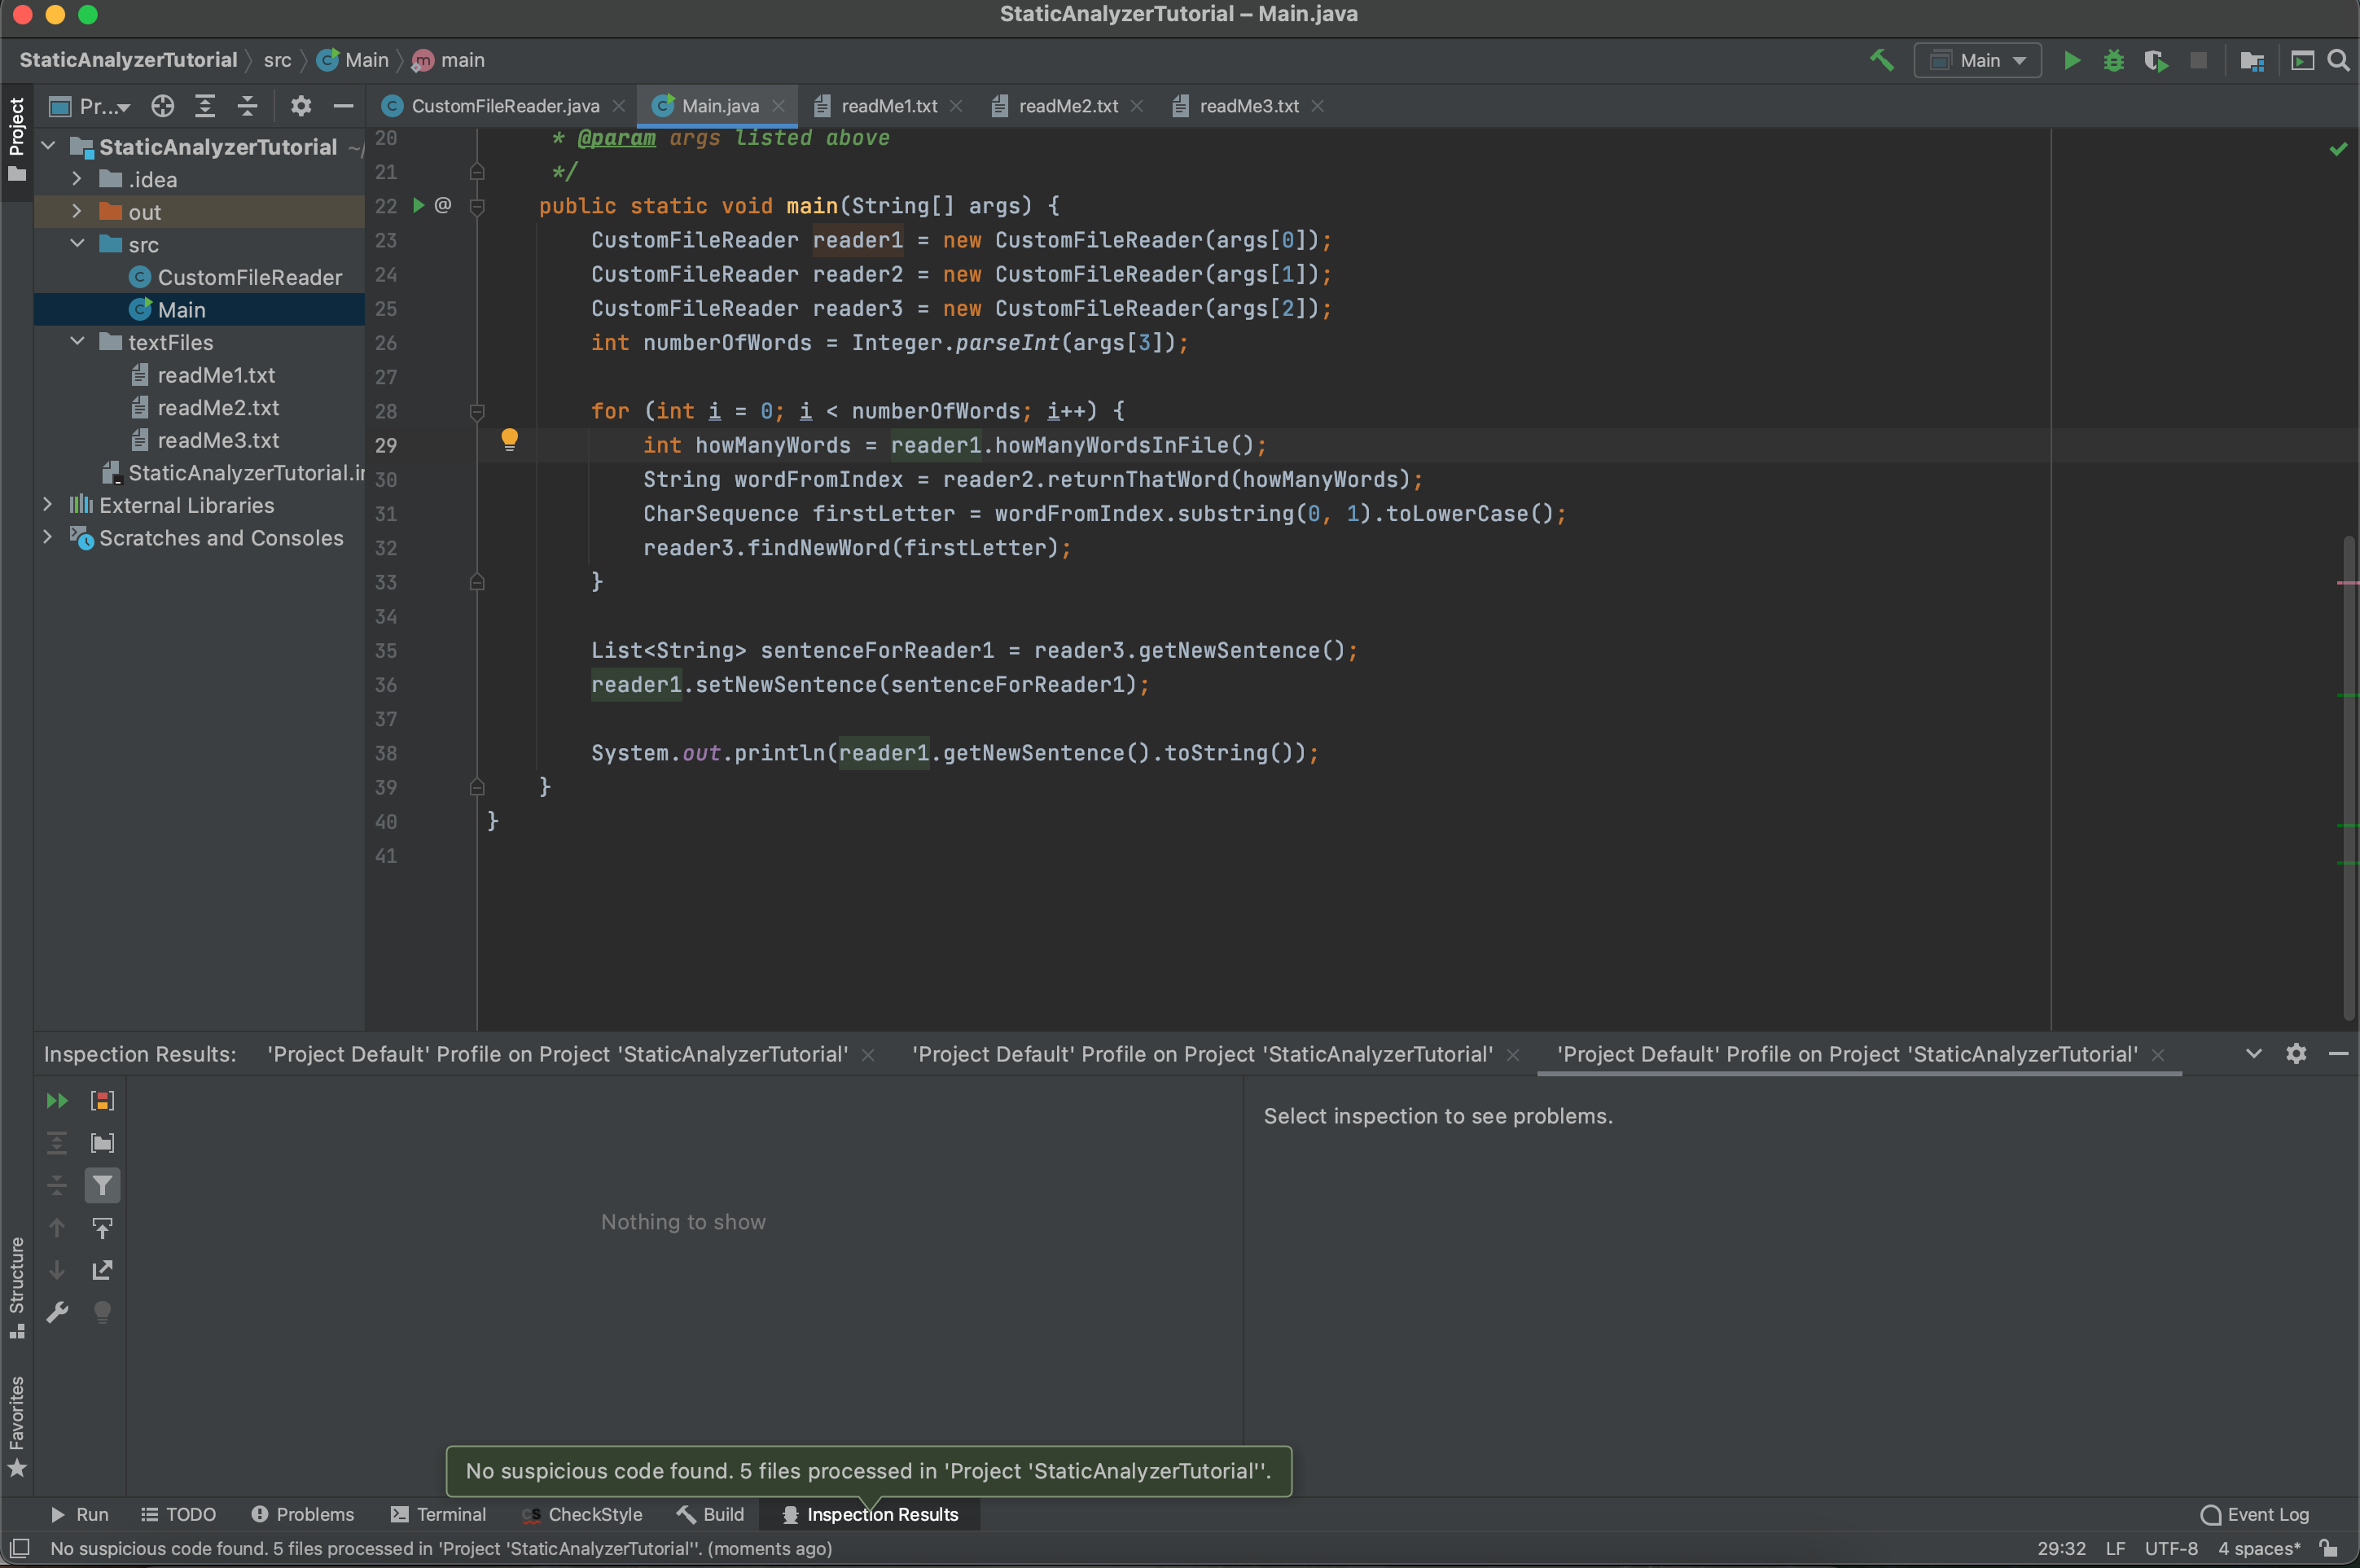 StaticAnalyzerTutorial – Main.java
StaticAnalyzerTutorial src Main main
Main
Project
Pr...
CustomFileReader.java Main.java readMe1.txt readMe2.txt readMe3.txt
StaticAnalyzerTutorial ~/
.idea
out
src
CustomFileReader
Main
textFiles
readMe1.txt
readMe2.txt
readMe3.txt
StaticAnalyzerTutorial.ir
External Libraries
Scratches and Consoles
20 * @param args listed above
21 */
22 @ public static void main(String[] args) {
23 CustomFileReader reader1 = new CustomFileReader(args[0]);
24 CustomFileReader reader2 = new CustomFileReader(args[1]);
25 CustomFileReader reader3 = new CustomFileReader(args[2]);
26 int numberOfWords = Integer.parseInt(args[3]);
27
28 for (int i = 0; i < numberOfWords; i++) {
29 int howManyWords = reader1.howManyWordsInFile();
30 String wordFromIndex = reader2.returnThatWord(howManyWords);
31 CharSequence firstLetter = wordFromIndex.substring(0, 1).toLowerCase();
32 reader3.findNewWord(firstLetter);
33 }
34
35 List<String> sentenceForReader1 = reader3.getNewSentence();
36 reader1.setNewSentence(sentenceForReader1);
37
38 System.out.println(reader1.getNewSentence().toString());
39 }
40 }
41
Inspection Results: 'Project Default' Profile on Project 'StaticAnalyzerTutorial' 'Project Default' Profile on Project 'StaticAnalyzerTutorial' 'Project Default' Profile on Project 'StaticAnalyzerTutorial'
Nothing to show
Select inspection to see problems.
Structure
Favorites
No suspicious code found. 5 files processed in 'Project 'StaticAnalyzerTutorial''.
Run TODO Problems Terminal CheckStyle Build Inspection Results Event Log
No suspicious code found. 5 files processed in 'Project 'StaticAnalyzerTutorial''. (moments ago) 29:32 LF UTF-8 4 spaces*